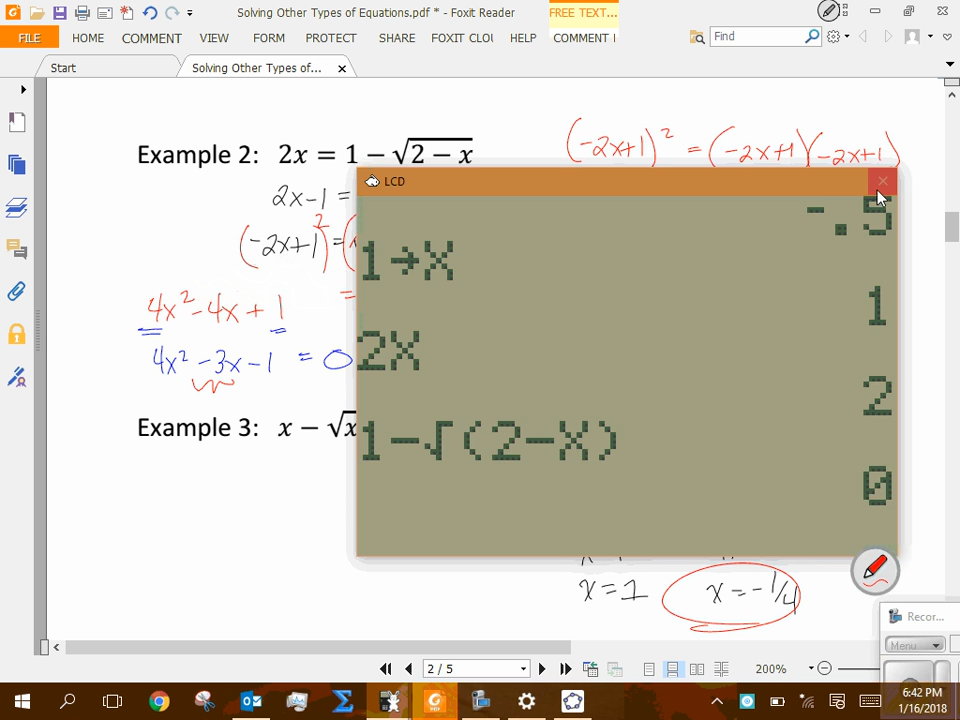 Solving Other Types of Equations.pdf * - Foxit Reader
FREE TEXT...
FILE HOME COMMENT VIEW FORM PROTECT SHARE FOXIT CLOU HELP COMMENT
Find
Start
Solving Other Types of...
Example 2: 2x = 1 − √2 − x
(-2x+1)² = (-2x+1)(-2x+1)
2x-1 =
(-2x+1)² =
4x² -4x + 1 =
4x² -3x -1 = 0
Example 3: x − √x
LCD
-.5
1→X
1
2X
2
1-√(2-X)
0
x=1 x=-1/4
Recor...
Menu
2 / 5
200%
6:42 PM
1/16/2018